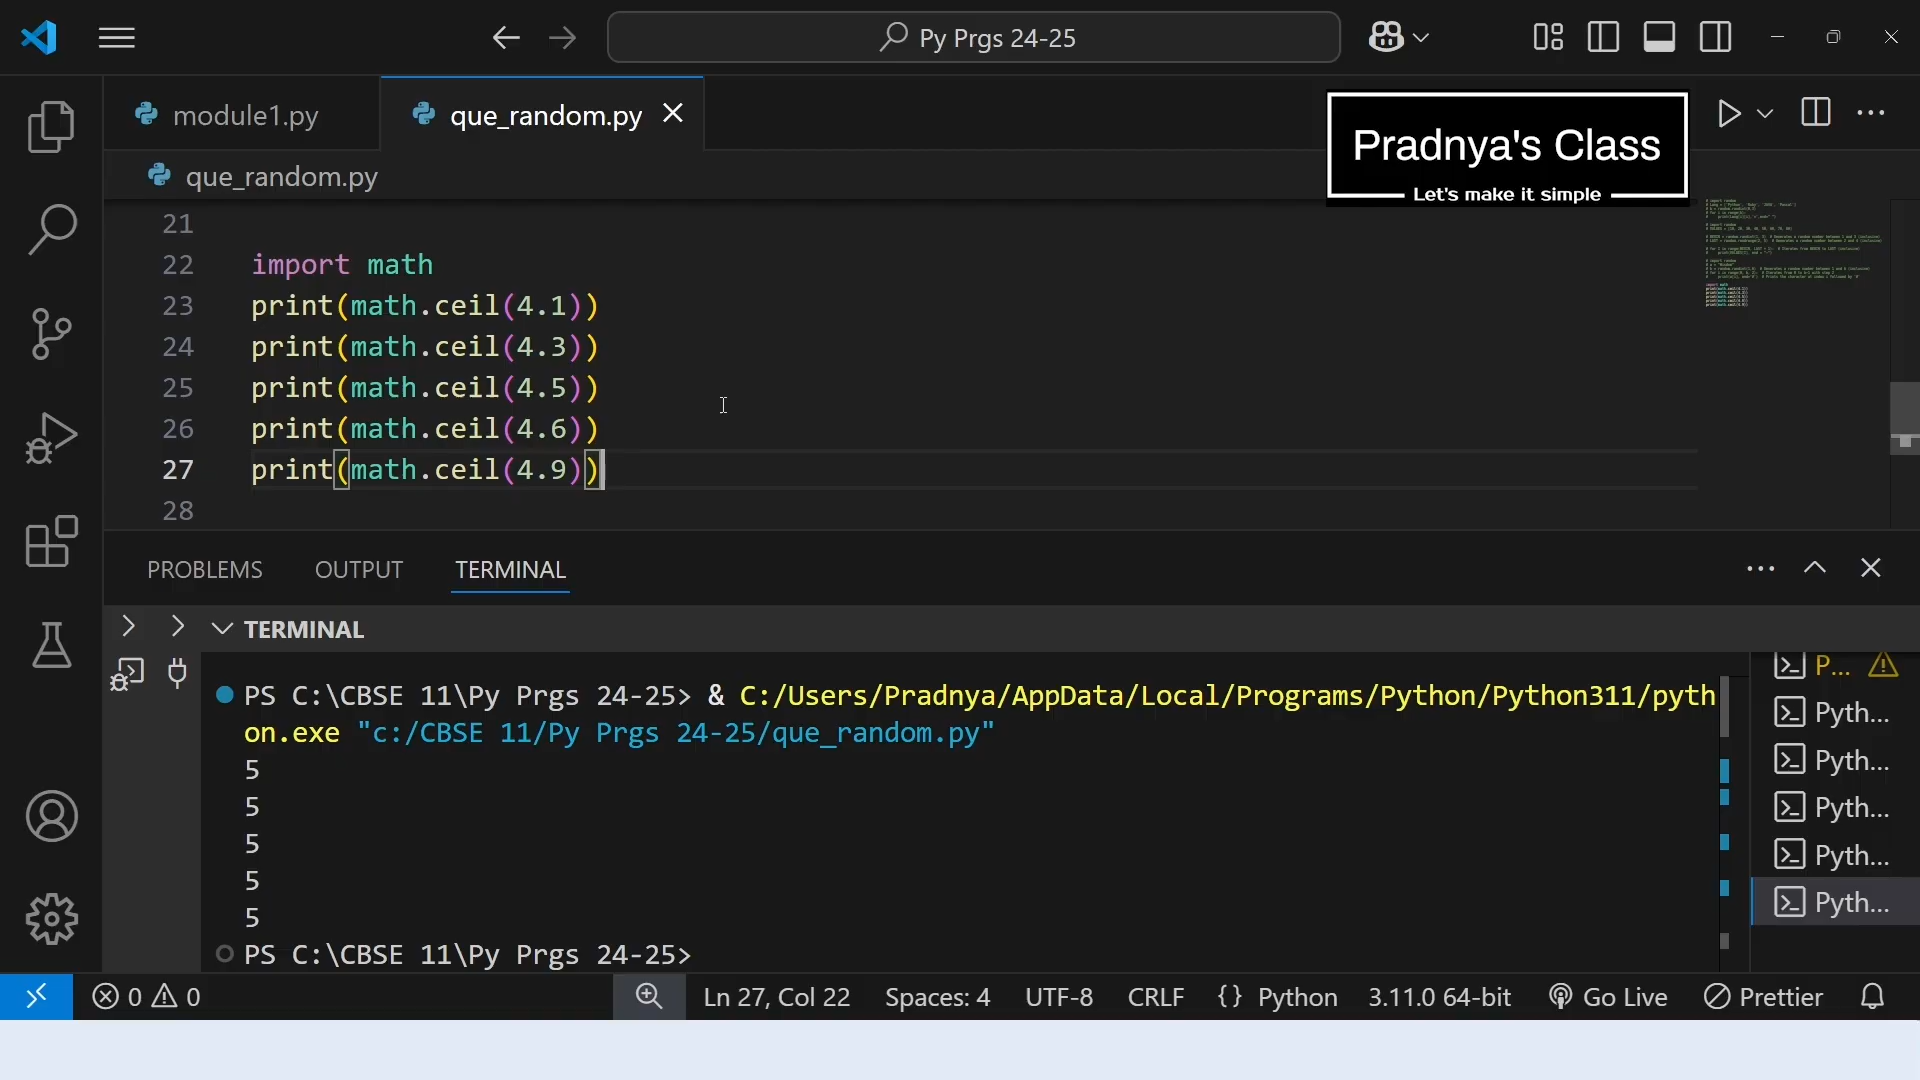 Py Prgs 24-25
module1.py
que_random.py
Pradnya's Class
Let's make it simple
que_random.py
21
22 import math
23 print(math.ceil(4.1))
24 print(math.ceil(4.3))
25 print(math.ceil(4.5))
26 print(math.ceil(4.6))
27 print(math.ceil(4.9))
28
PROBLEMS OUTPUT TERMINAL
TERMINAL
PS C:\CBSE 11\Py Prgs 24-25> & C:/Users/Pradnya/AppData/Local/Programs/Python/Python311/pyth
on.exe "c:/CBSE 11/Py Prgs 24-25/que_random.py"
5
5
5
5
5
PS C:\CBSE 11\Py Prgs 24-25>
P...
Pyth...
Pyth...
Pyth...
Pyth...
Pyth...
0 0 Ln 27, Col 22 Spaces: 4 UTF-8 CRLF {} Python 3.11.0 64-bit Go Live Prettier